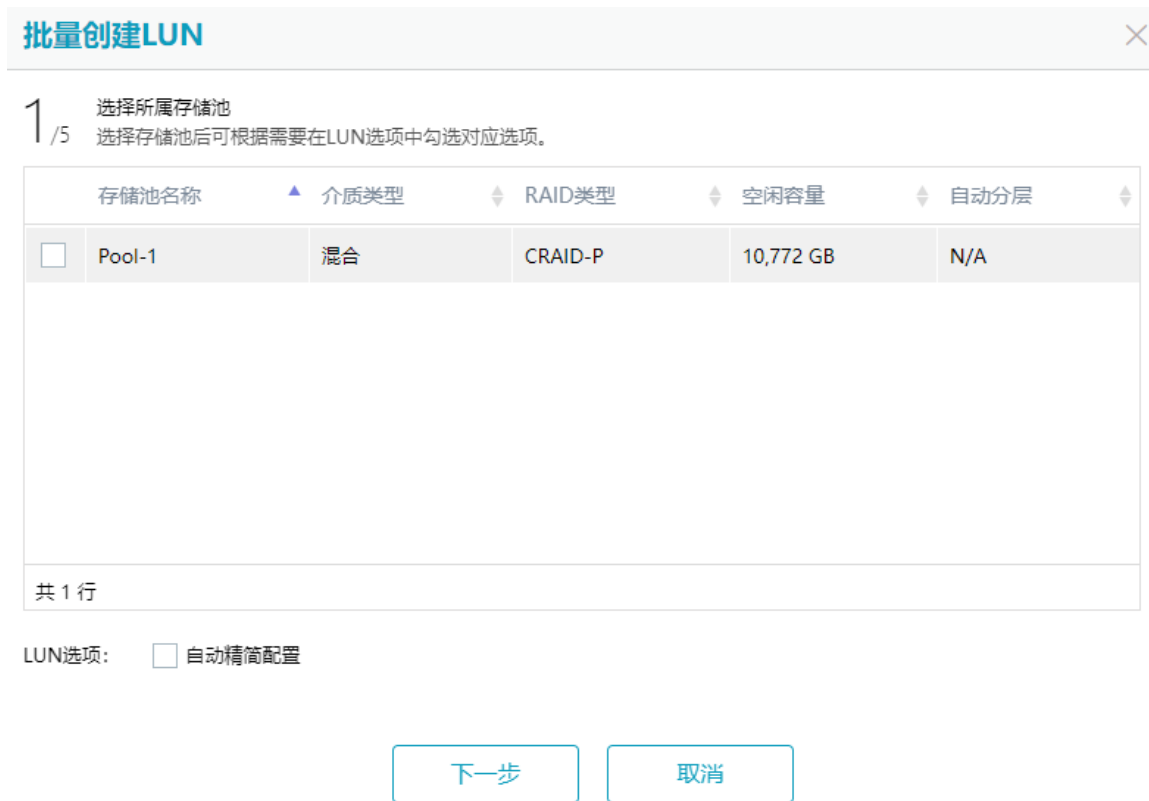 批量创建LUN
1/5 选择所属存储池
选择存储池后可根据需要在LUN选项中勾选对应选项。
存储池名称 介质类型 RAID类型 空闲容量 自动分层
Pool-1 混合 CRAID-P 10,772 GB N/A
共 1 行
LUN选项: 自动精简配置
下一步 取消